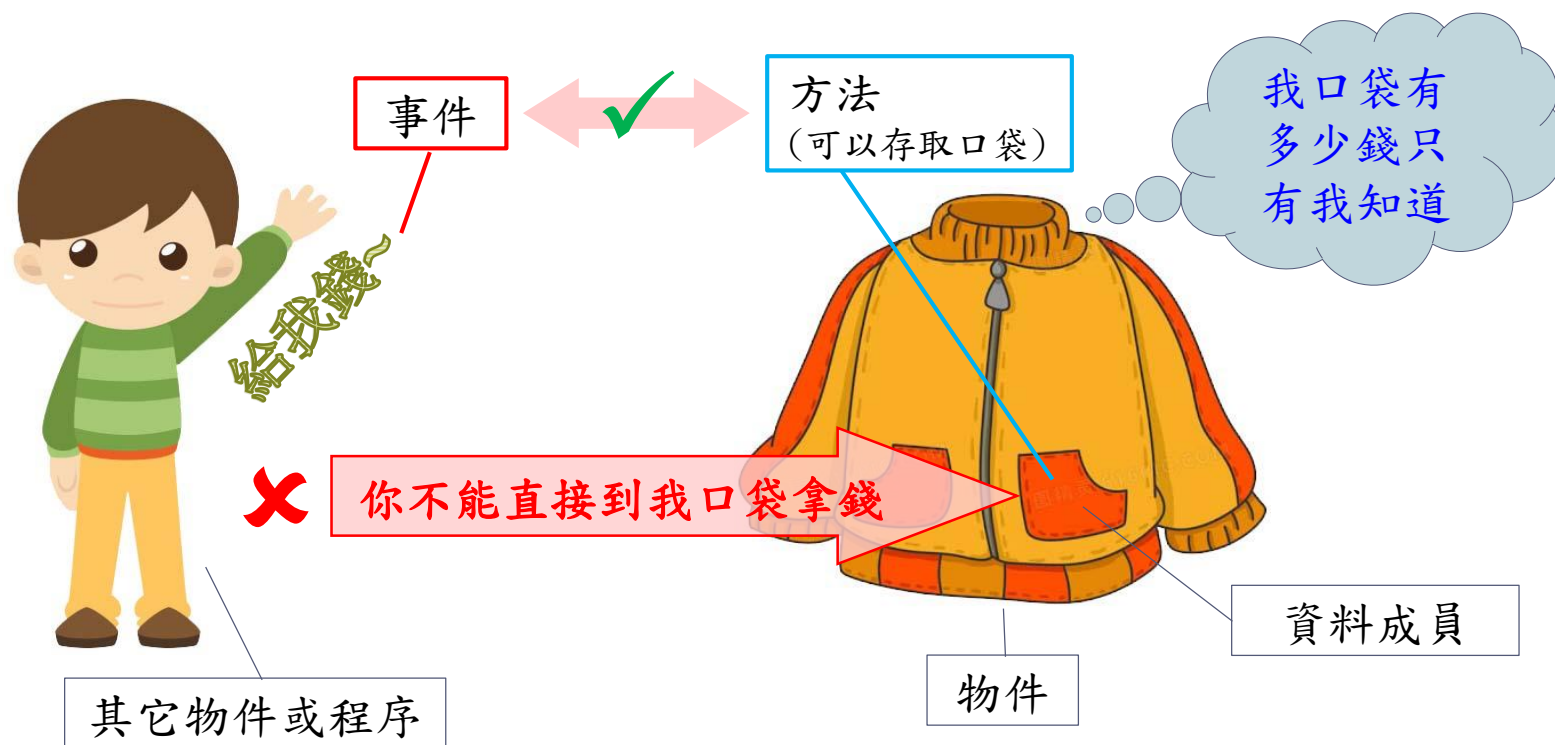 事件
方法
(可以存取口袋)
我口袋有
多少錢只
有我知道
給我錢~
你不能直接到我口袋拿錢
資料成員
物件
其它物件或程序